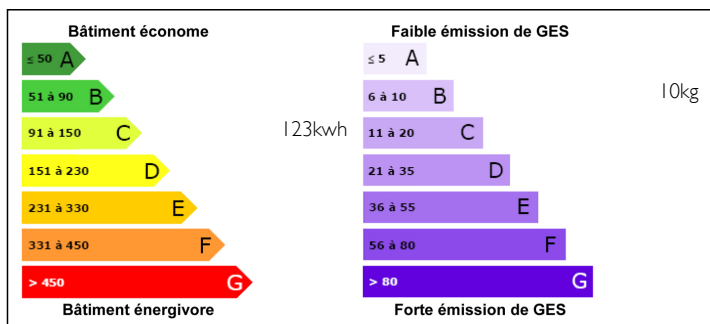 Bâtiment économe
≤ 50 A
51 à 90 B
91 à 150 C
151 à 230 D
231 à 330 E
331 à 450 F
> 450 G
Bâtiment énergivore
123kwh
Faible émission de GES
≤ 5 A
6 à 10 B
11 à 20 C
21 à 35 D
36 à 55 E
56 à 80 F
> 80 G
Forte émission de GES
10kg